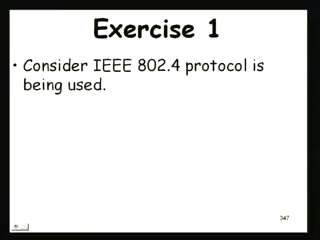 Exercise 1
• Consider IEEE 802.4 protocol is
being used.
347